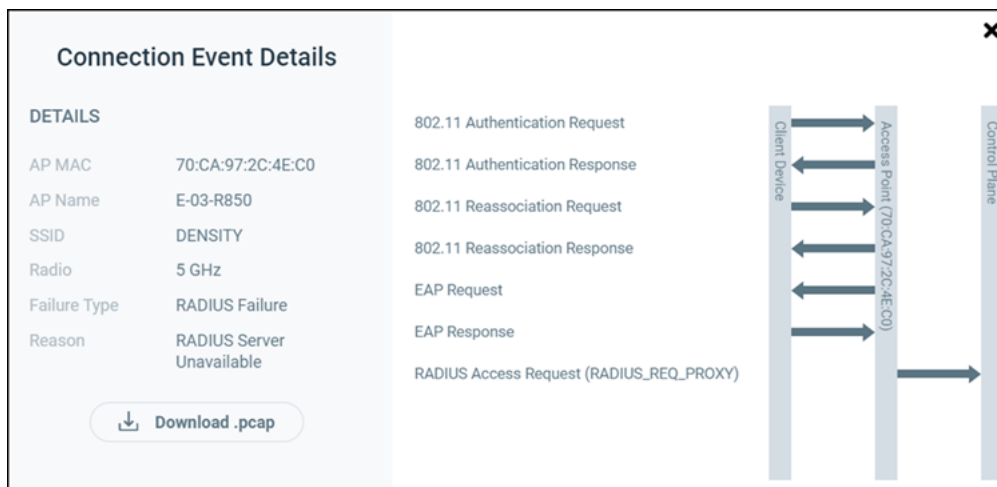 Connection Event Details
DETAILS
AP MAC 70:CA:97:2C:4E:C0
AP Name E-03-R850
SSID DENSITY
Radio 5 GHz
Failure Type RADIUS Failure
Reason RADIUS Server
Unavailable
Download .pcap
802.11 Authentication Request
802.11 Authentication Response
802.11 Reassociation Request
802.11 Reassociation Response
EAP Request
EAP Response
RADIUS Access Request (RADIUS_REQ_PROXY)
Client Device
Access Point (70:CA:97:2C:4E:C0)
Control Plane